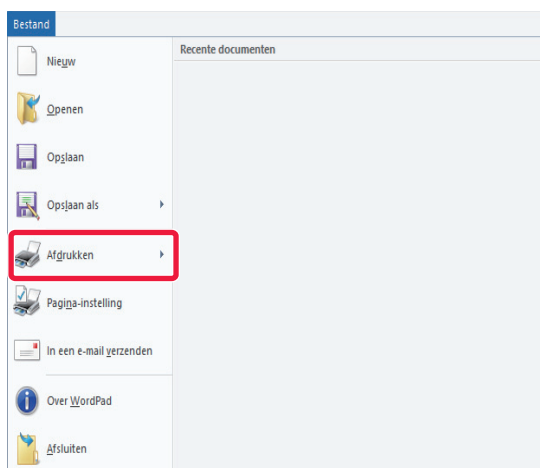 Bestand
Recente documenten
Nieuw
Openen
Opslaan
Opslaan als
Afdrukken
Pagina-instelling
In een e-mail verzenden
Over WordPad
Afsluiten